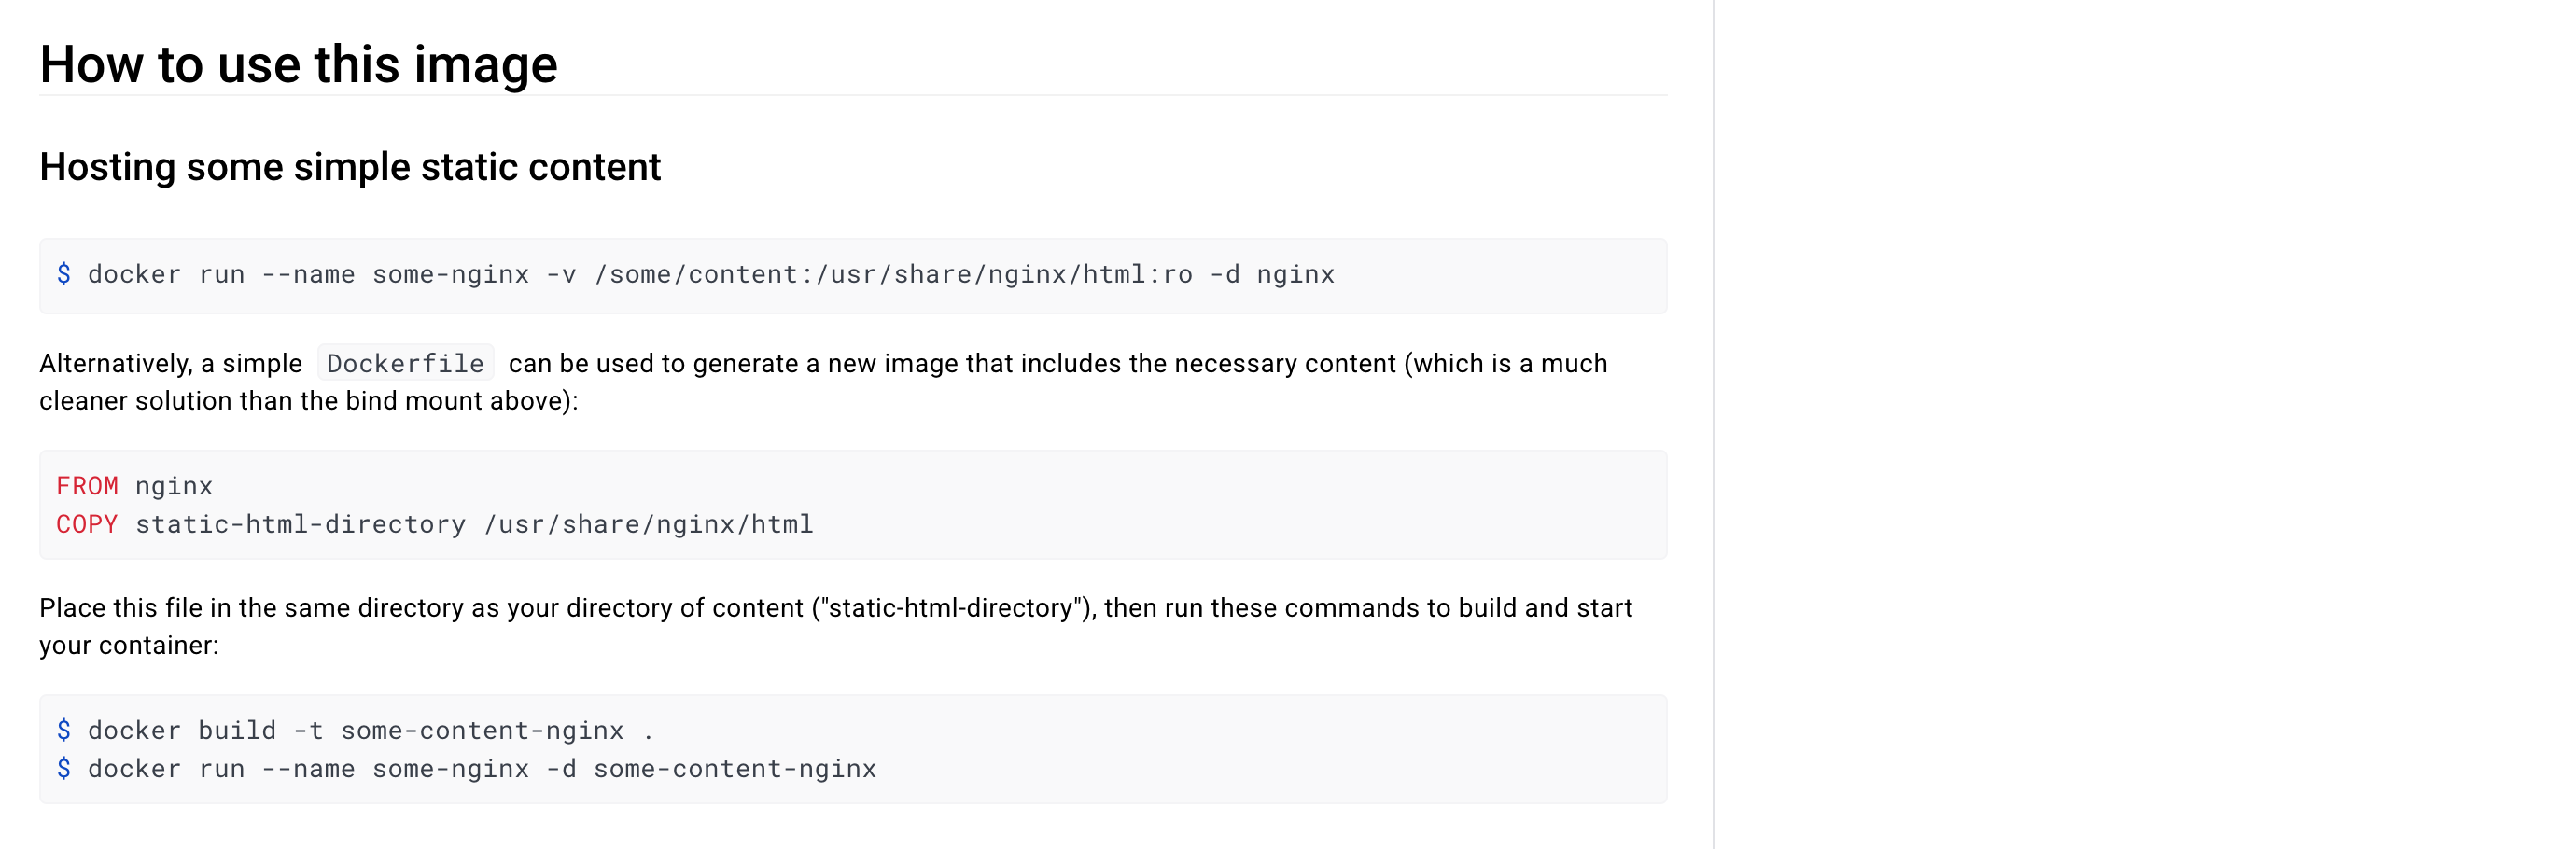 How to use this image
Hosting some simple static content
$ docker run --name some-nginx -v /some/content:/usr/share/nginx/html:ro -d nginx
Alternatively, a simple Dockerfile can be used to generate a new image that includes the necessary content (which is a much
cleaner solution than the bind mount above):
FROM nginx
COPY static-html-directory /usr/share/nginx/html
Place this file in the same directory as your directory of content ("static-html-directory"), then run these commands to build and start
your container:
$ docker build -t some-content-nginx .
$ docker run --name some-nginx -d some-content-nginx